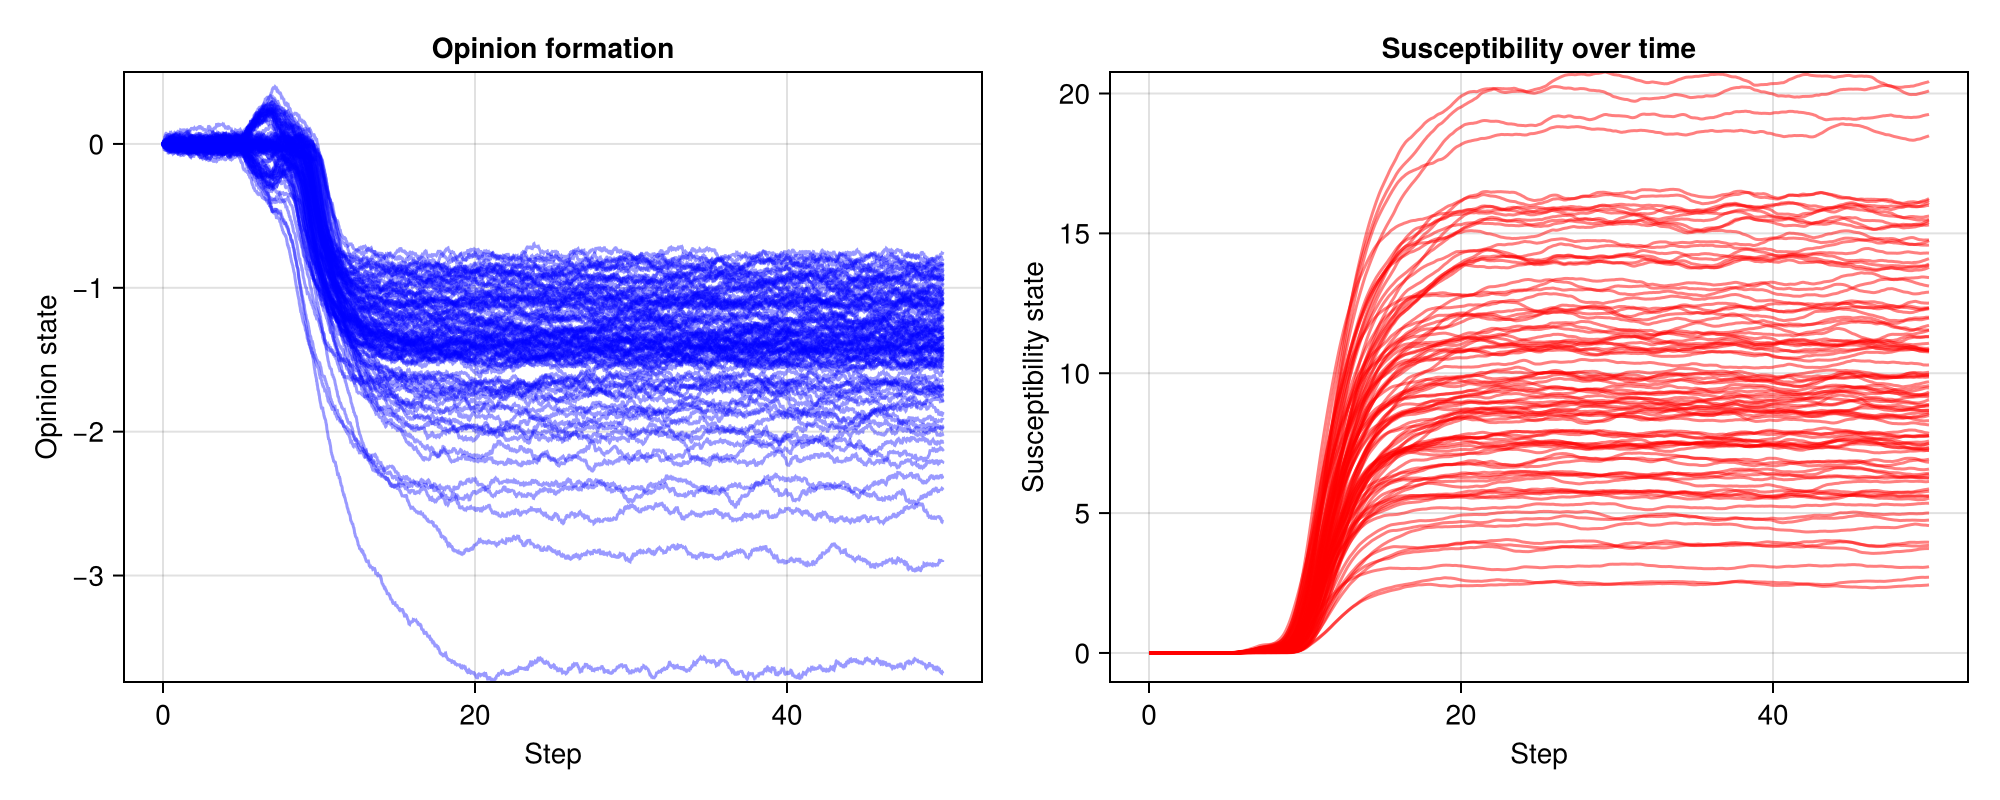 Opinion formation
Opinion state
0
−1
−2
−3
0 20 40
Step
Susceptibility over time
Susceptibility state
20
15
10
5
0
0 20 40
Step